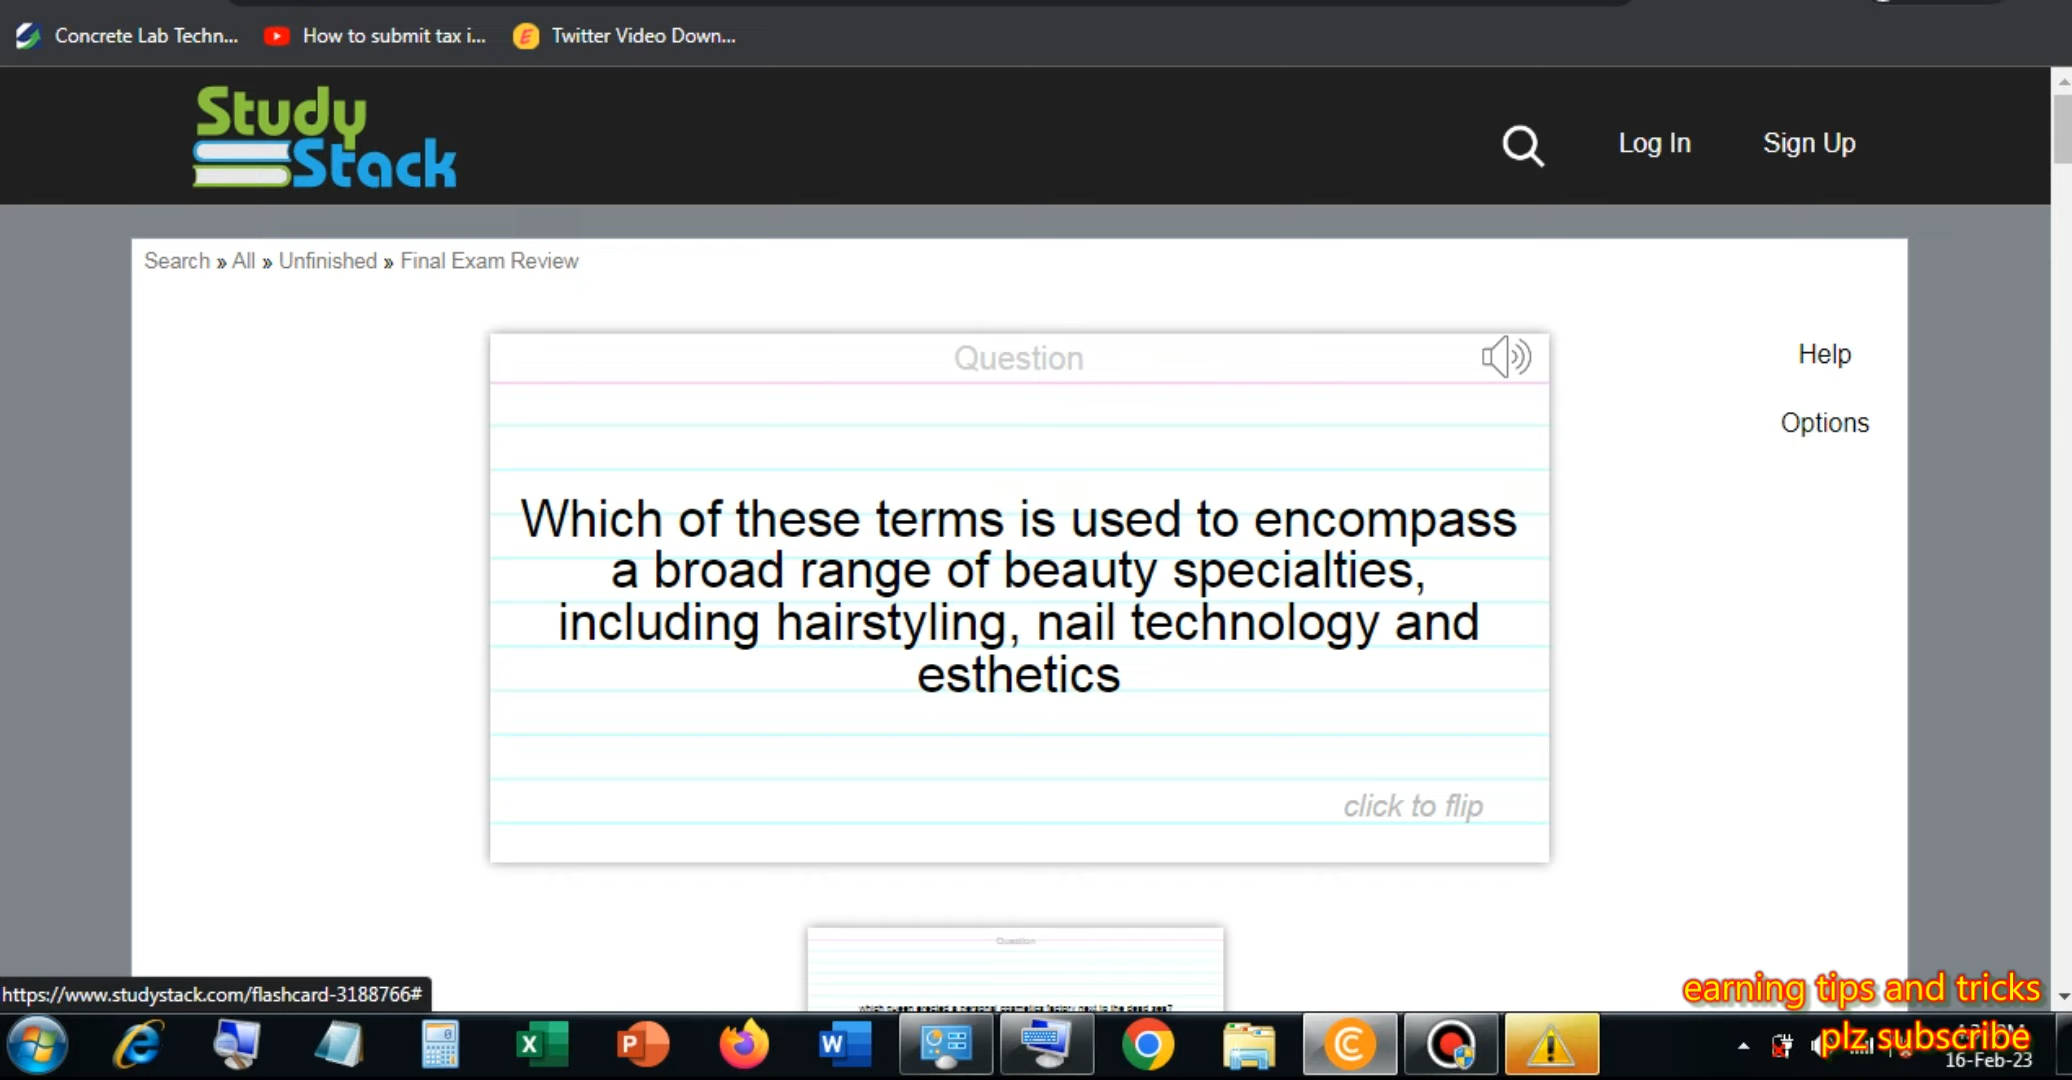 Concrete Lab Techn...
How to submit tax i...
Twitter Video Down...
Study
Stack
Log In
Sign Up
Search » All » Unfinished » Final Exam Review
Question
Help
Options
Which of these terms is used to encompass
a broad range of beauty specialties,
including hairstyling, nail technology and
esthetics
click to flip
Question
https://www.studystack.com/flashcard-3188766#
earning tips and tricks
plz subscribe
16-Feb-23